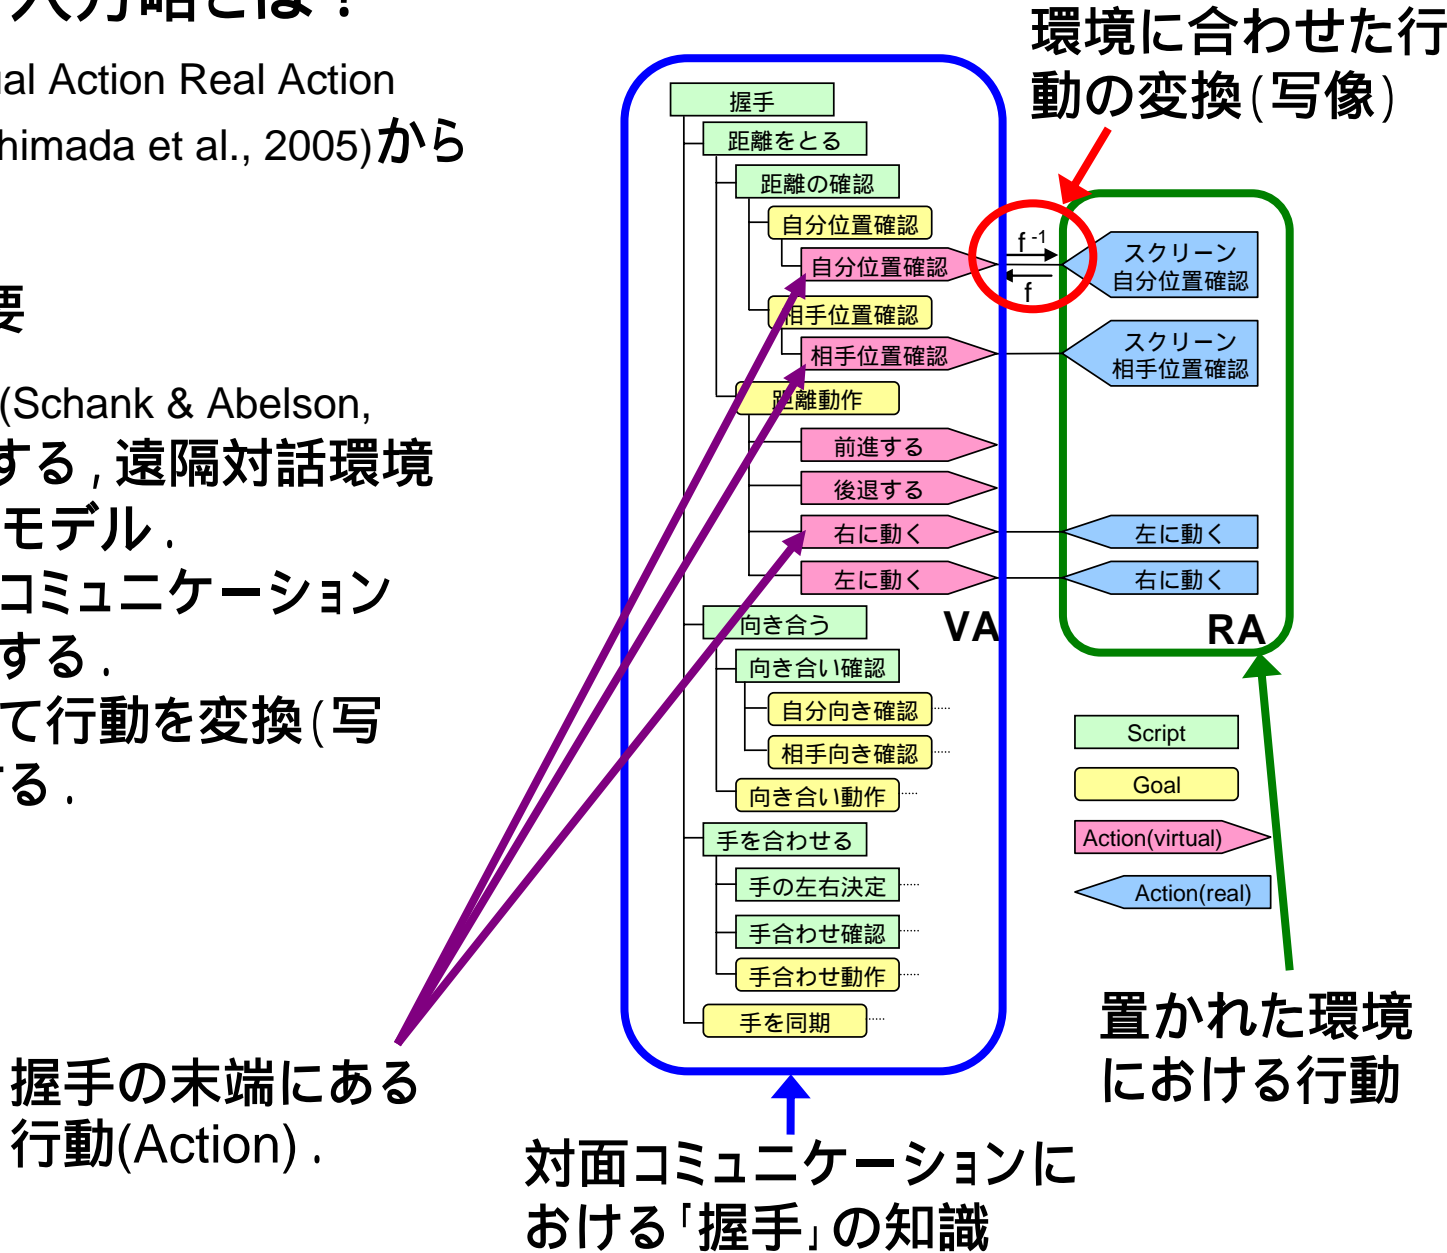 入力略とは？
ual Action Real Action
himada et al., 2005)から
要
(Schank & Abelson,
する , 遠隔対話環境
モデル .
コミュニケーション
する .
て行動を変換(写
る .
握手の末端にある
行動(Action) .
環境に合わせた行
動の変換(写像)
握手
距離をとる
距離の確認
自分位置確認
自分位置確認
相手位置確認
相手位置確認
距離動作
前進する
後退する
右に動く
左に動く
向き合う
向き合い確認
自分向き確認 ......
相手向き確認 ......
向き合い動作 ......
手を合わせる
手の左右決定 ......
手合わせ確認 ......
手合わせ動作 ......
手を同期 ......
VA
f -1
f
スクリーン
自分位置確認
スクリーン
相手位置確認
左に動く
右に動く
RA
Script
Goal
Action(virtual)
Action(real)
置かれた環境
における行動
対面コミュニケーションに
おける「握手」の知識